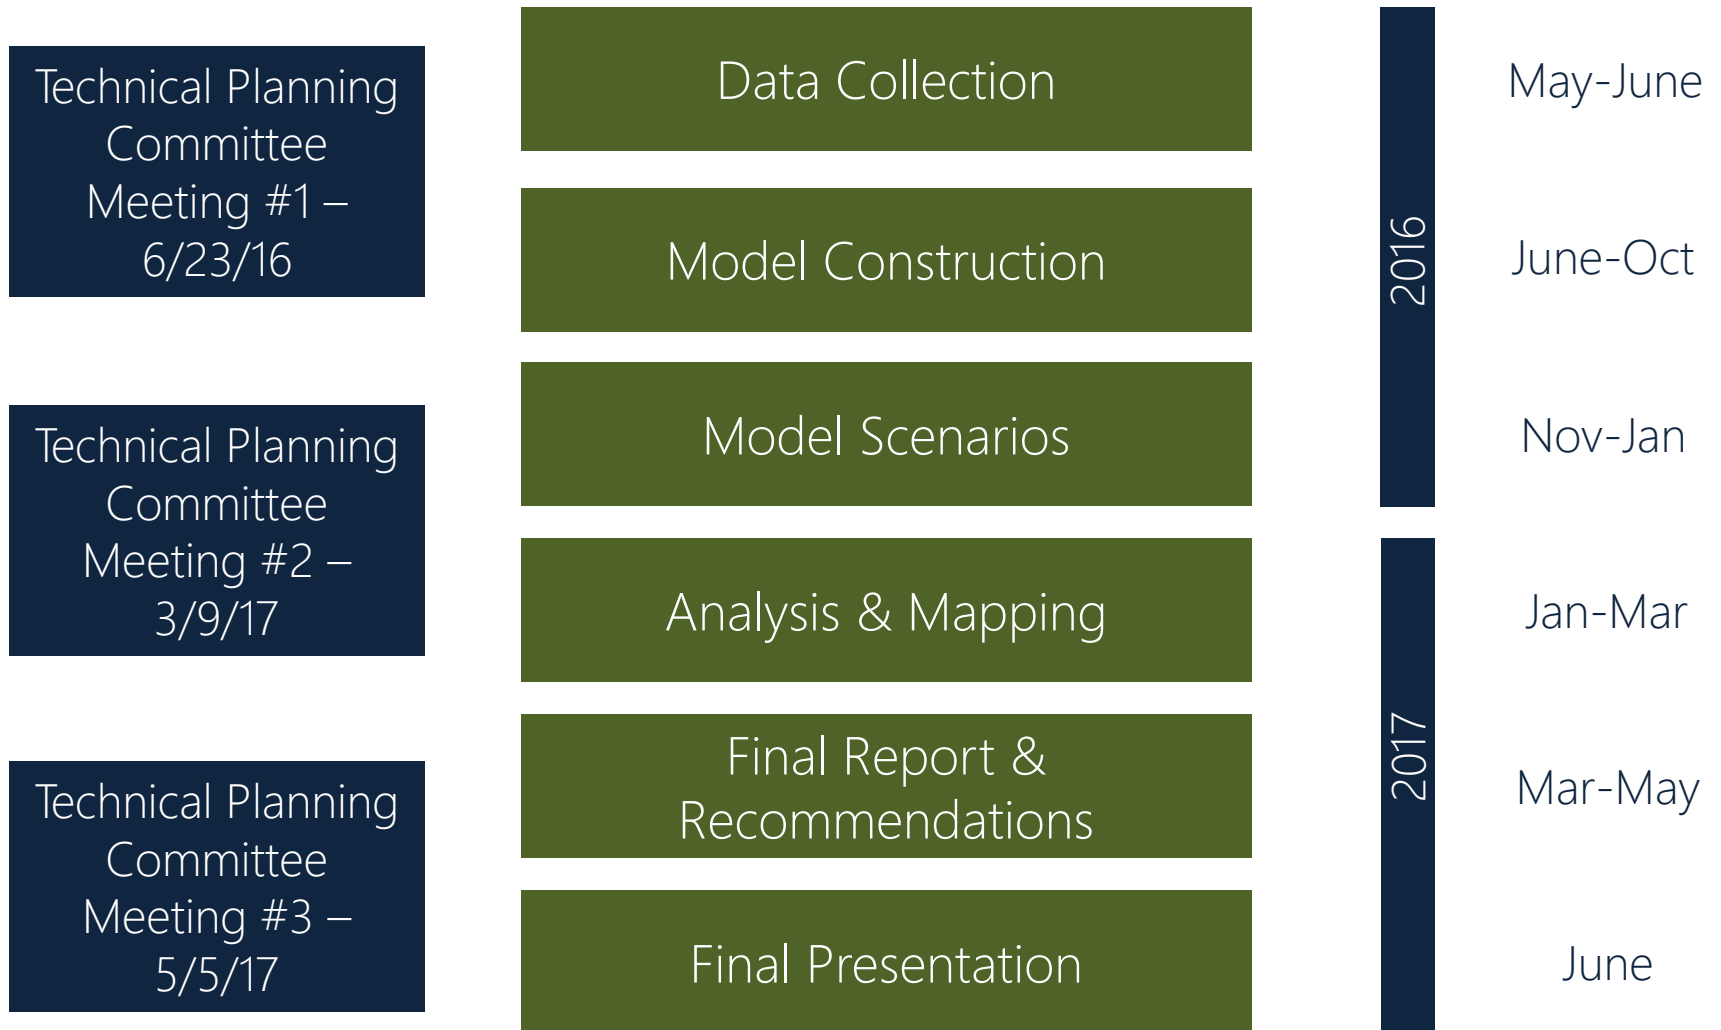 Technical Planning
Committee
Meeting #1 –
6/23/16
Technical Planning
Committee
Meeting #2 –
3/9/17
Technical Planning
Committee
Meeting #3 –
5/5/17
Data Collection
Model Construction
Model Scenarios
Analysis & Mapping
Final Report &
Recommendations
Final Presentation
2016
2017
May-June
June-Oct
Nov-Jan
Jan-Mar
Mar-May
June